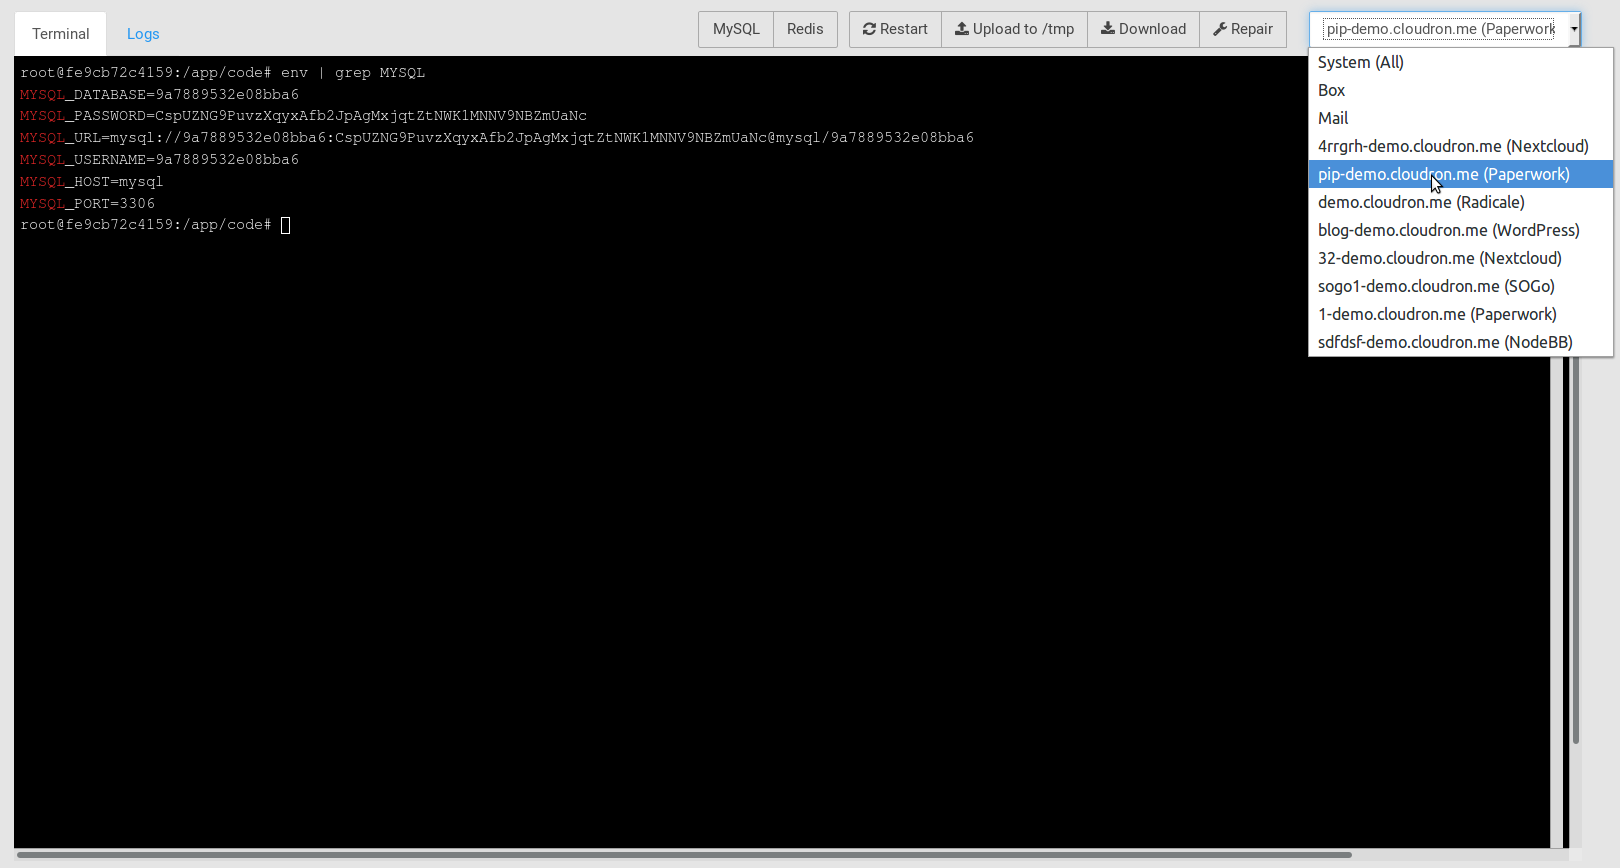 Terminal
Logs
MySQL
Redis
Restart
Upload to /tmp
Download
Repair
pip-demo.cloudron.me (Paperwork
root@fe9cb72c4159:/app/code# env | grep MYSQL
MYSQL_DATABASE=9a7889532e08bba6
MYSQL_PASSWORD=CspUZNG9PuvzXqyxAfb2JpAgMxjqtZtNWKlMNNV9NBZmUaNc
MYSQL_URL=mysql://9a7889532e08bba6:CspUZNG9PuvzXqyxAfb2JpAgMxjqtZtNWKlMNNV9NBZmUaNc@mysql/9a7889532e08bba6
MYSQL_USERNAME=9a7889532e08bba6
MYSQL_HOST=mysql
MYSQL_PORT=3306
root@fe9cb72c4159:/app/code#
System (All)
Box
Mail
4rrgrh-demo.cloudron.me (Nextcloud)
pip-demo.cloudron.me (Paperwork)
demo.cloudron.me (Radicale)
blog-demo.cloudron.me (WordPress)
32-demo.cloudron.me (Nextcloud)
sogo1-demo.cloudron.me (SOGo)
1-demo.cloudron.me (Paperwork)
sdfdsf-demo.cloudron.me (NodeBB)